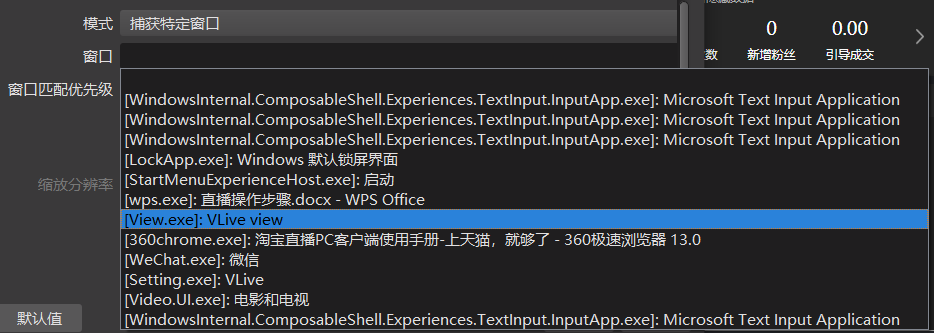 模式 捕获特定窗口
0 0.00
数 新增粉丝 引导成交
窗口
窗口匹配优先级
[WindowsInternal.ComposableShell.Experiences.TextInput.InputApp.exe]: Microsoft Text Input Application
[WindowsInternal.ComposableShell.Experiences.TextInput.InputApp.exe]: Microsoft Text Input Application
[WindowsInternal.ComposableShell.Experiences.TextInput.InputApp.exe]: Microsoft Text Input Application
[LockApp.exe]: Windows 默认锁屏界面
[StartMenuExperienceHost.exe]: 启动
缩放分辨率
[wps.exe]: 直播操作步骤.docx - WPS Office
[View.exe]: VLive view
[360chrome.exe]: 淘宝直播PC客户端使用手册-上天猫，就够了 - 360极速浏览器 13.0
[WeChat.exe]: 微信
[Setting.exe]: VLive
[Video.UI.exe]: 电影和电视
[WindowsInternal.ComposableShell.Experiences.TextInput.InputApp.exe]: Microsoft Text Input Application
默认值